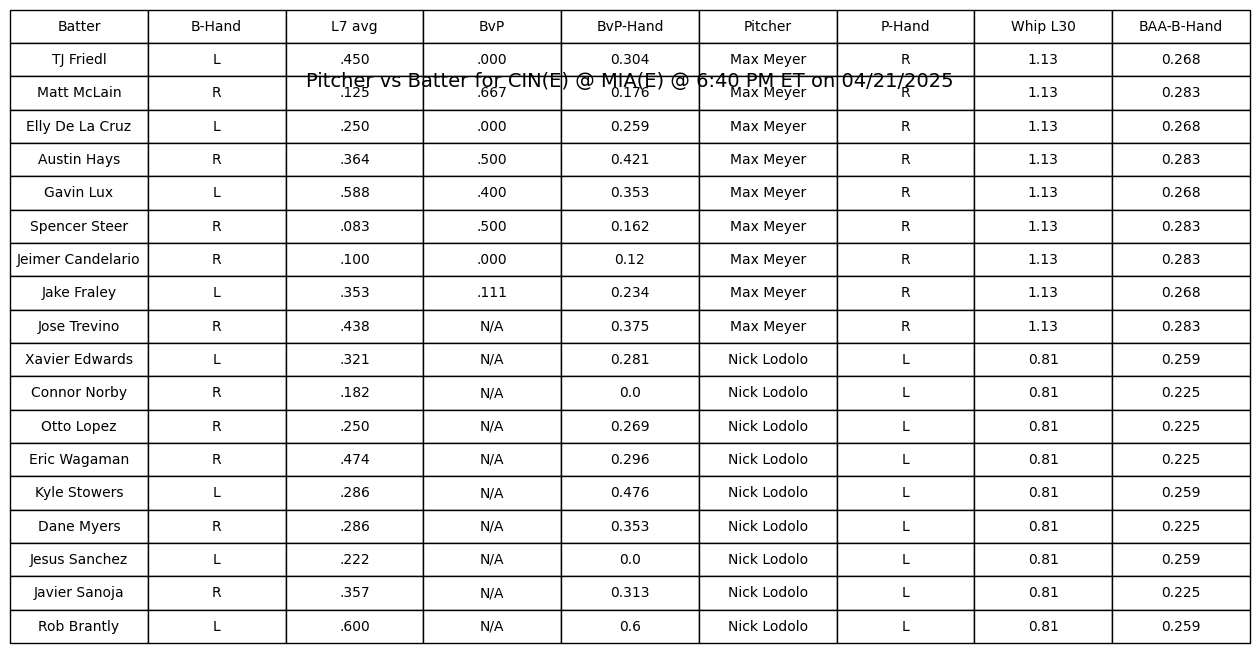 Batter B-Hand L7 avg BvP BvP-Hand Pitcher P-Hand Whip L30 BAA-B-Hand
TJ Friedl L .450 .000 0.304 Max Meyer R 1.13 0.268
Pitcher vs Batter for CIN(E) @ MIA(E) @ 6:40 PM ET on 04/21/2025
Matt McLain R .125 .667 0.176 Max Meyer R 1.13 0.283
Elly De La Cruz L .250 .000 0.259 Max Meyer R 1.13 0.268
Austin Hays R .364 .500 0.421 Max Meyer R 1.13 0.283
Gavin Lux L .588 .400 0.353 Max Meyer R 1.13 0.268
Spencer Steer R .083 .500 0.162 Max Meyer R 1.13 0.283
Jeimer Candelario R .100 .000 0.12 Max Meyer R 1.13 0.283
Jake Fraley L .353 .111 0.234 Max Meyer R 1.13 0.268
Jose Trevino R .438 N/A 0.375 Max Meyer R 1.13 0.283
Xavier Edwards L .321 N/A 0.281 Nick Lodolo L 0.81 0.259
Connor Norby R .182 N/A 0.0 Nick Lodolo L 0.81 0.225
Otto Lopez R .250 N/A 0.269 Nick Lodolo L 0.81 0.225
Eric Wagaman R .474 N/A 0.296 Nick Lodolo L 0.81 0.225
Kyle Stowers L .286 N/A 0.476 Nick Lodolo L 0.81 0.259
Dane Myers R .286 N/A 0.353 Nick Lodolo L 0.81 0.225
Jesus Sanchez L .222 N/A 0.0 Nick Lodolo L 0.81 0.259
Javier Sanoja R .357 N/A 0.313 Nick Lodolo L 0.81 0.225
Rob Brantly L .600 N/A 0.6 Nick Lodolo L 0.81 0.259